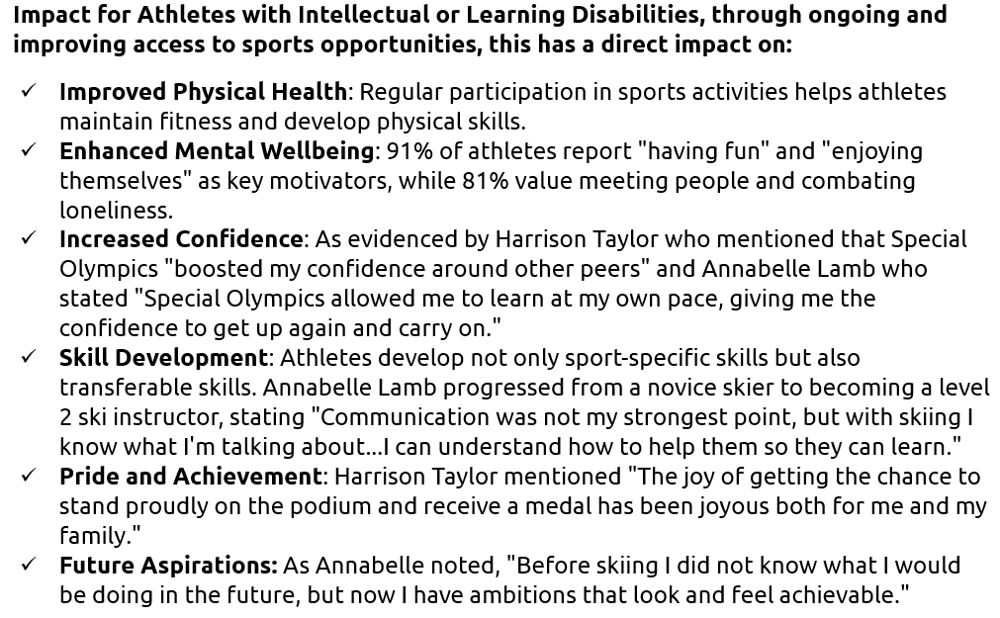 Impact for Athletes with Intellectual or Learning Disabilities, through ongoing and
improving access to sports opportunities, this has a direct impact on:
✓ Improved Physical Health: Regular participation in sports activities helps athletes
maintain fitness and develop physical skills.
✓ Enhanced Mental Wellbeing: 91% of athletes report "having fun" and "enjoying
themselves" as key motivators, while 81% value meeting people and combating
loneliness.
✓ Increased Confidence: As evidenced by Harrison Taylor who mentioned that Special
Olympics "boosted my confidence around other peers" and Annabelle Lamb who
stated "Special Olympics allowed me to learn at my own pace, giving me the
confidence to get up again and carry on."
✓ Skill Development: Athletes develop not only sport-specific skills but also
transferable skills. Annabelle Lamb progressed from a novice skier to becoming a level
2 ski instructor, stating "Communication was not my strongest point, but with skiing I
know what I'm talking about...I can understand how to help them so they can learn."
✓ Pride and Achievement: Harrison Taylor mentioned "The joy of getting the chance to
stand proudly on the podium and receive a medal has been joyous both for me and my
family."
✓ Future Aspirations: As Annabelle noted, "Before skiing I did not know what I would
be doing in the future, but now I have ambitions that look and feel achievable."